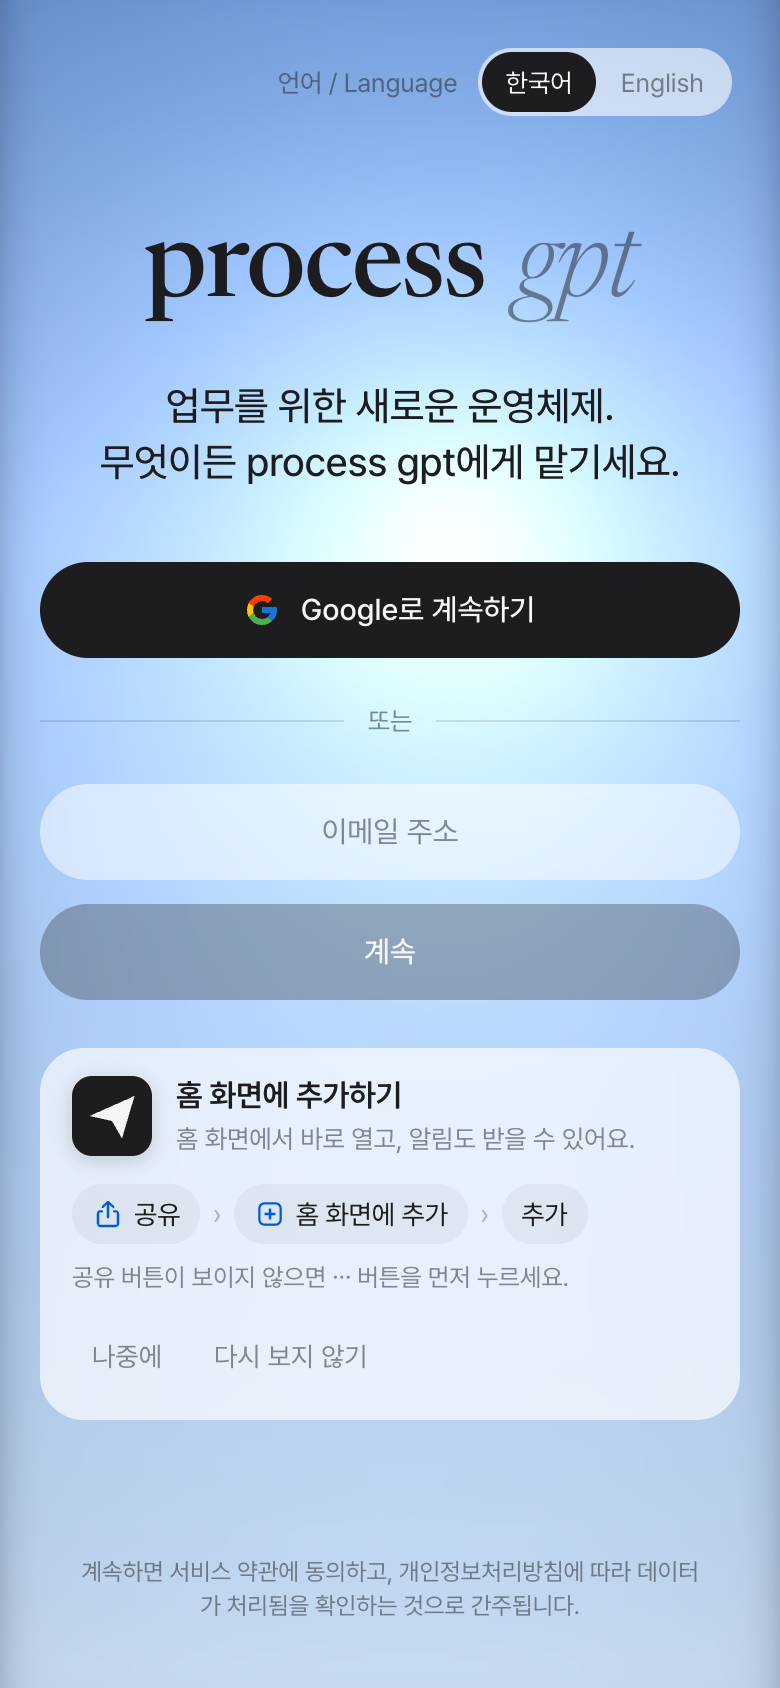 언어 / Language 한국어 English
process gpt
업무를 위한 새로운 운영체제.
무엇이든 process gpt에게 맡기세요.
Google로 계속하기
또는
이메일 주소
계속
홈 화면에 추가하기
홈 화면에서 바로 열고, 알림도 받을 수 있어요.
공유 › 홈 화면에 추가 › 추가
공유 버튼이 보이지 않으면 ··· 버튼을 먼저 누르세요.
나중에 다시 보지 않기
계속하면 서비스 약관에 동의하고, 개인정보처리방침에 따라 데이터
가 처리됨을 확인하는 것으로 간주됩니다.